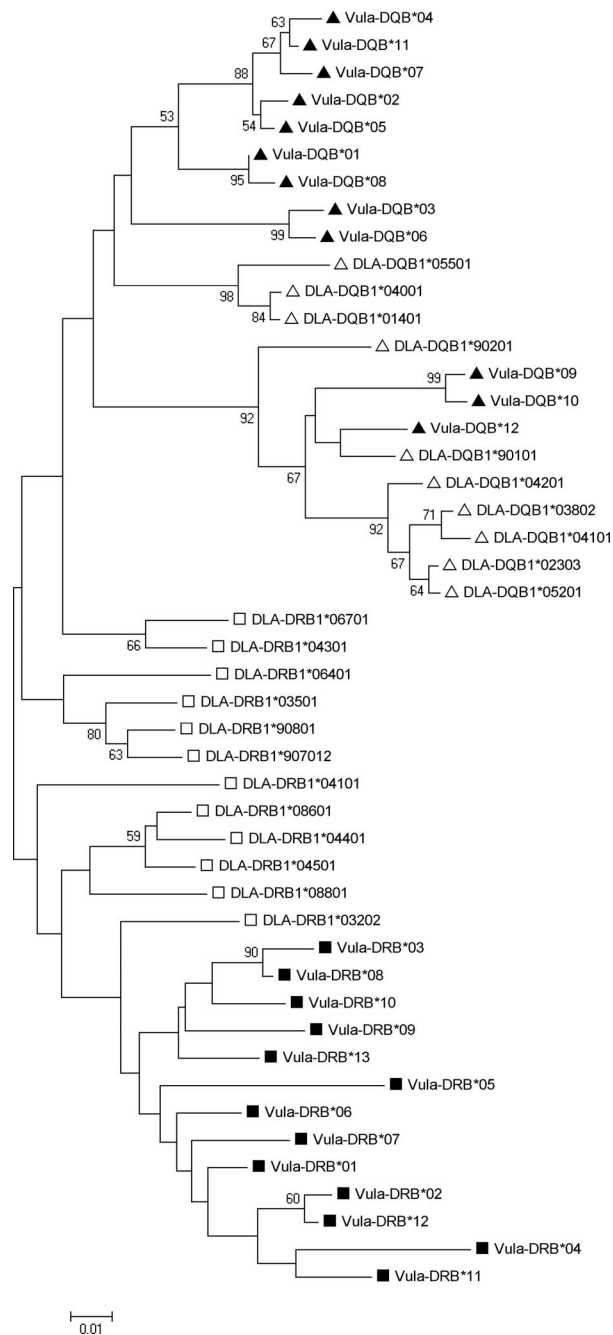 63
Vula-DQB*04
67
Vula-DQB*11
88
Vula-DQB*07
Vula-DQB*02
53
54
Vula-DQB*05
Vula-DQB*01
95
Vula-DQB*08
Vula-DQB*03
99
Vula-DQB*06
DLA-DQB1*05501
98
DLA-DQB1*04001
84
DLA-DQB1*01401
DLA-DQB1*90201
99
Vula-DQB*09
92
Vula-DQB*10
Vula-DQB*12
67
DLA-DQB1*90101
DLA-DQB1*04201
92
71
DLA-DQB1*03802
DLA-DQB1*04101
67
DLA-DQB1*02303
64
DLA-DQB1*05201
DLA-DRB1*06701
66
DLA-DRB1*04301
DLA-DRB1*06401
DLA-DRB1*03501
80
DLA-DRB1*90801
63
DLA-DRB1*907012
DLA-DRB1*04101
DLA-DRB1*08601
59
DLA-DRB1*04401
DLA-DRB1*04501
DLA-DRB1*08801
DLA-DRB1*03202
90
Vula-DRB*03
Vula-DRB*08
Vula-DRB*10
Vula-DRB*09
Vula-DRB*13
Vula-DRB*05
Vula-DRB*06
Vula-DRB*07
Vula-DRB*01
60
Vula-DRB*02
Vula-DRB*12
Vula-DRB*04
Vula-DRB*11
0.01